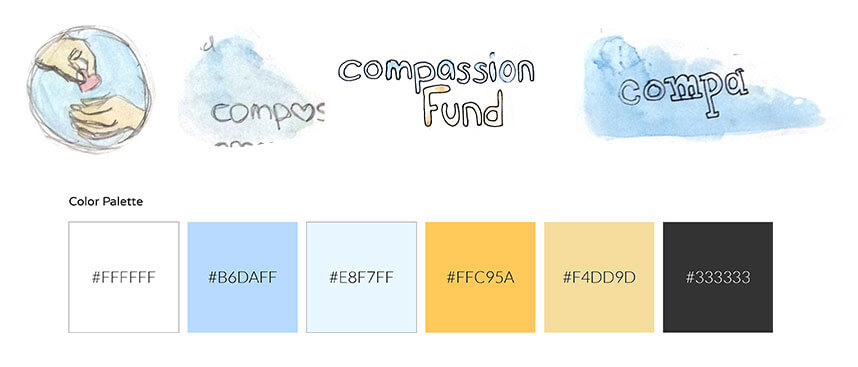 compassion
Fund
compa
Color Palette
#FFFFFF
#B6DAFF
#E8F7FF
#FFC95A
#F4DD9D
#333333